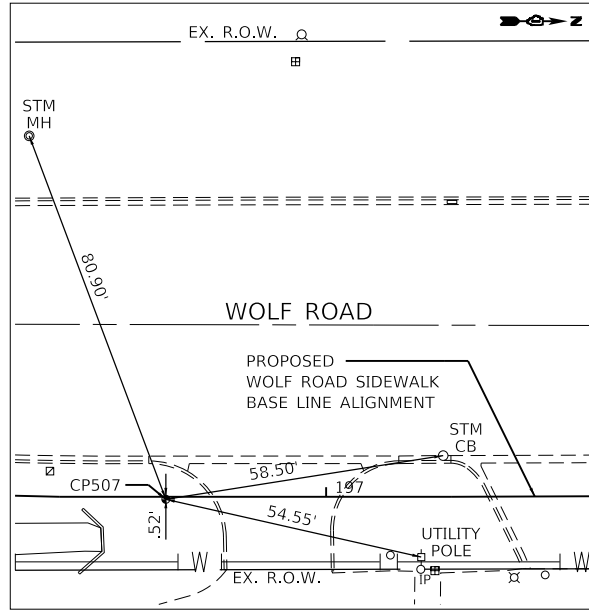 EX. R.O.W.
Z
STM
MH
80.90'
WOLF ROAD
PROPOSED
WOLF ROAD SIDEWALK
BASE LINE ALIGNMENT
STM
CB
58.50'
CP507
197
.52'
54.55'
UTILITY
POLE
W
W
EX. R.O.W.
IP